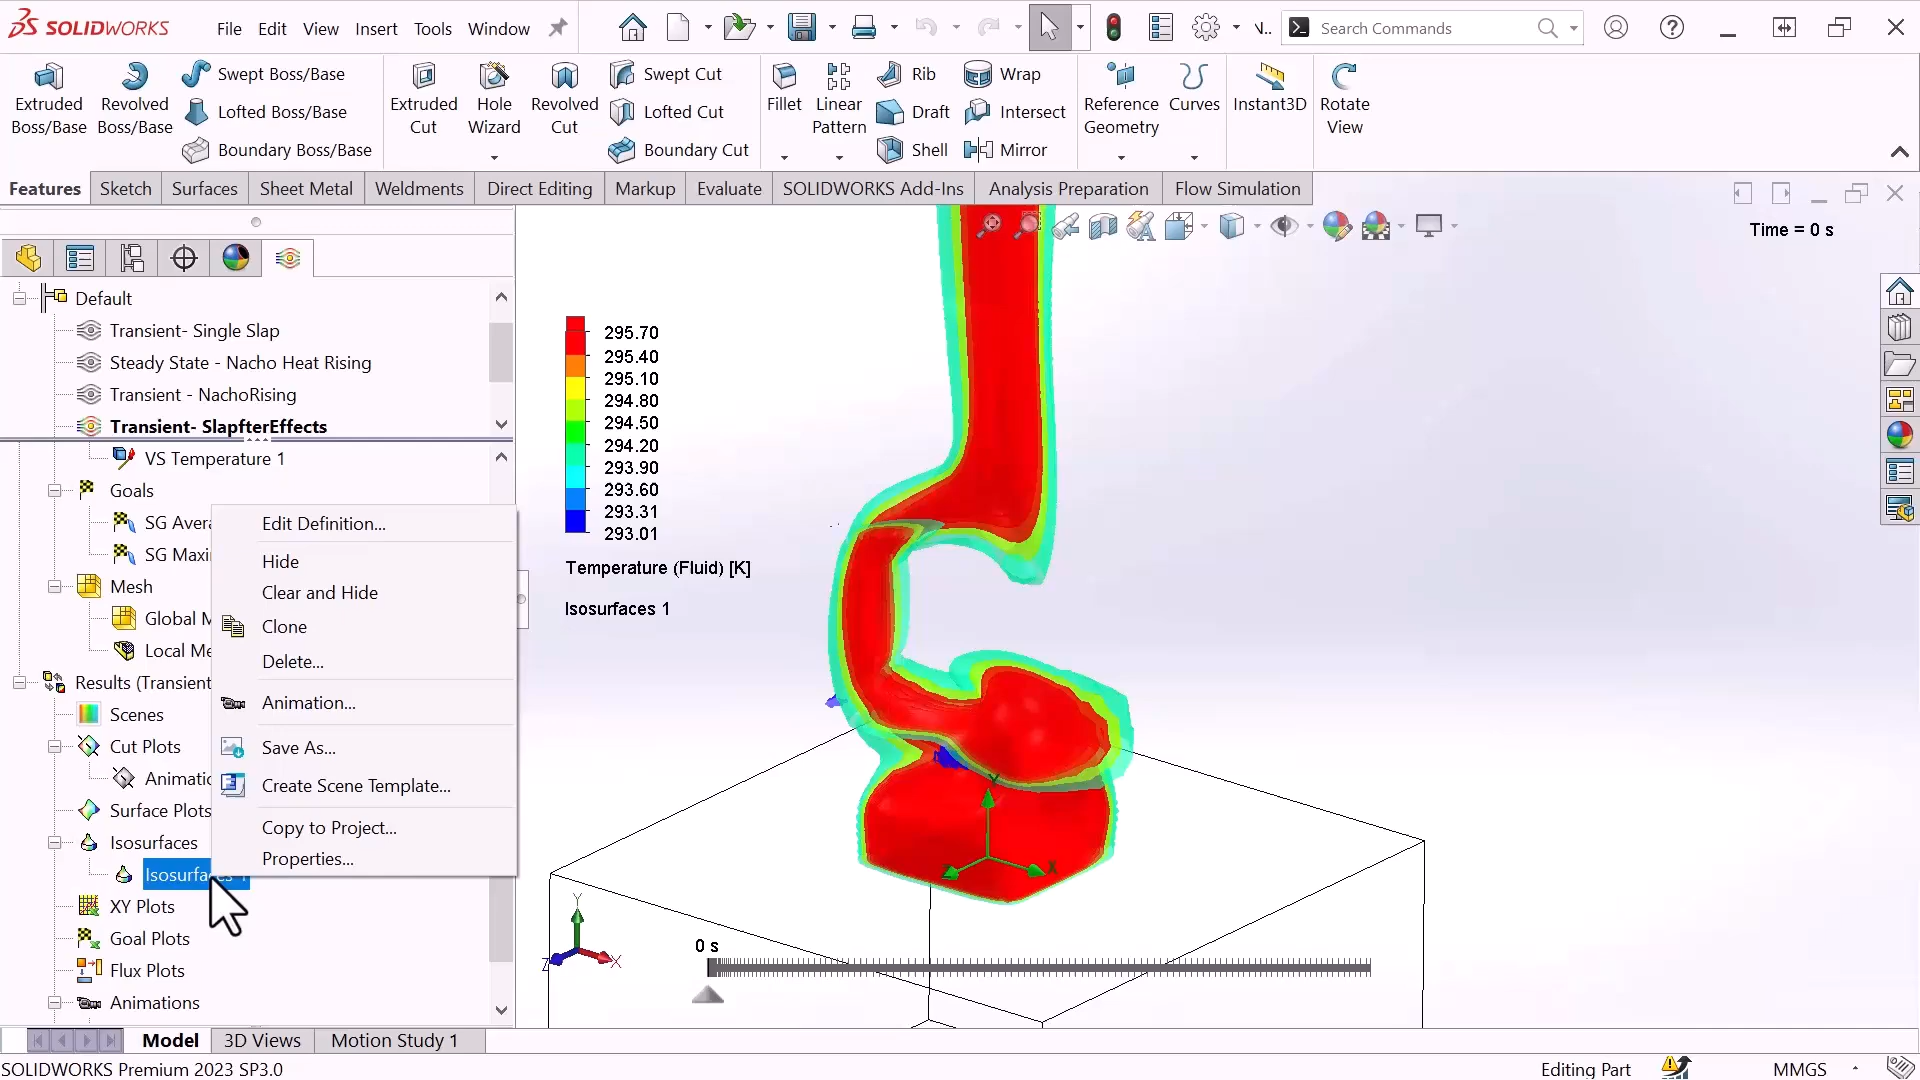 SOLIDWORKS File Edit View Insert Tools Window Search Commands
Extruded Boss/Base
Revolved Boss/Base
Swept Boss/Base
Lofted Boss/Base
Boundary Boss/Base
Extruded Cut
Hole Wizard
Revolved Cut
Swept Cut
Lofted Cut
Boundary Cut
Fillet
Linear Pattern
Rib
Draft
Shell
Wrap
Intersect
Mirror
Reference Geometry
Curves
Instant3D
Rotate View
Features Sketch Surfaces Sheet Metal Weldments Direct Editing Markup Evaluate SOLIDWORKS Add-Ins Analysis Preparation Flow Simulation
Time = 0 s
Default
Transient- Single Slap
Steady State - Nacho Heat Rising
Transient - NachoRising
Transient- SlapfterEffects
VS Temperature 1
Goals
SG Avera
SG Maxi
Mesh
Global M
Local Me
Results (Transient
Scenes
Cut Plots
Animatio
Surface Plots
Isosurfaces
Isosurfaces 1
XY Plots
Goal Plots
Flux Plots
Animations
Edit Definition...
Hide
Clear and Hide
Clone
Delete...
Animation...
Save As...
Create Scene Template...
Copy to Project...
Properties...
295.70
295.40
295.10
294.80
294.50
294.20
293.90
293.60
293.31
293.01
Temperature (Fluid) [K]
Isosurfaces 1
Y
Z
X
Y
Z
X
0 s
Model 3D Views Motion Study 1
SOLIDWORKS Premium 2023 SP3.0
Editing Part
MMGS